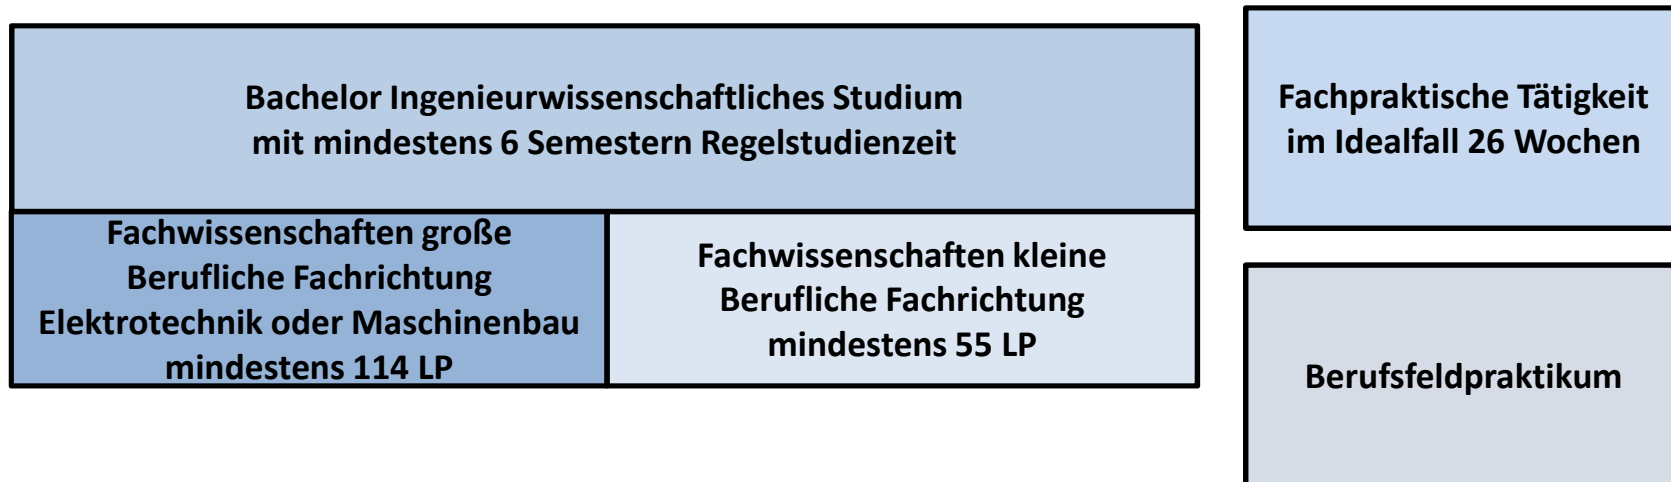 Bachelor Ingenieurwissenschaftliches Studium
mit mindestens 6 Semestern Regelstudienzeit
Fachwissenschaften große
Berufliche Fachrichtung
Elektrotechnik oder Maschinenbau
mindestens 114 LP
Fachwissenschaften kleine
Berufliche Fachrichtung
mindestens 55 LP
Fachpraktische Tätigkeit
im Idealfall 26 Wochen
Berufsfeldpraktikum